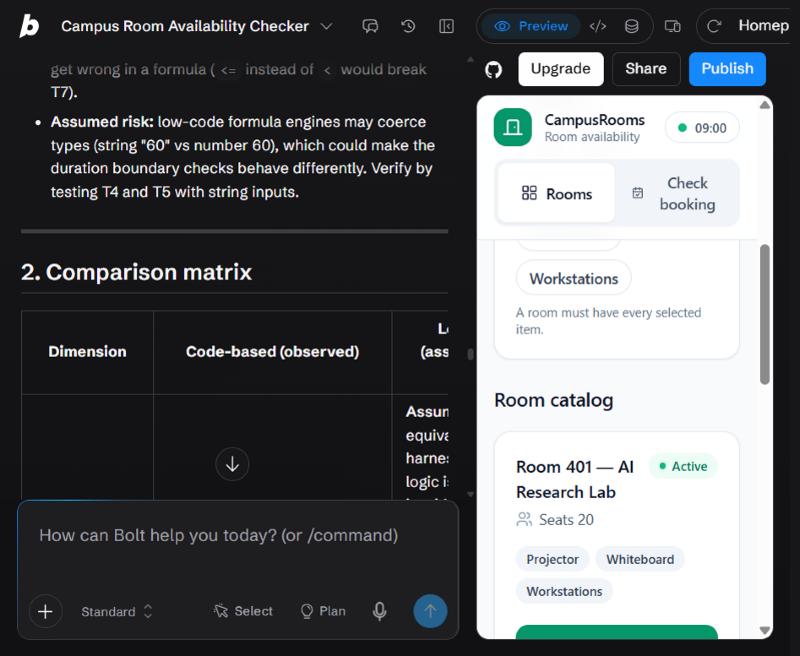 b
Campus Room Availability Checker
Preview
Homep
get wrong in a formula ( <= instead of < would break
T7).
• Assumed risk: low-code formula engines may coerce
types (string "60" vs number 60), which could make the
duration boundary checks behave differently. Verify by
testing T4 and T5 with string inputs.
2. Comparison matrix
Dimension
Code-based (observed)
(ass
Assum
equiva
harnes
logic i
How can Bolt help you today? (or /command)
Standard
Select
Plan
Upgrade
Share
Publish
CampusRooms
Room availability
09:00
Rooms
Check
booking
Workstations
A room must have every selected
item.
Room catalog
Room 401 — AI
Research Lab
Active
Seats 20
Projector
Whiteboard
Workstations